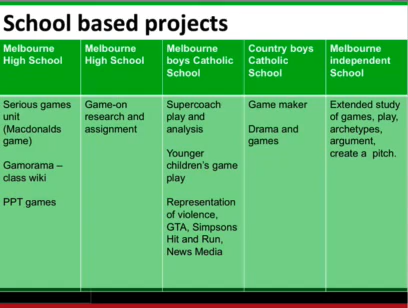 School based projects
Melbourne
High School
Melbourne
High School
Melbourne
boys Catholic
School
Country boys
Catholic
School
Melbourne
independent
School
Serious games
unit
(Macdonalds
game)
Gamorama –
class wiki
PPT games
Game-on
research and
assignment
Supercoach
play and
analysis
Younger
children's game
play
Representation
of violence,
GTA, Simpsons
Hit and Run,
News Media
Game maker
Drama and
games
Extended study
of games, play,
archetypes,
argument,
create a pitch.